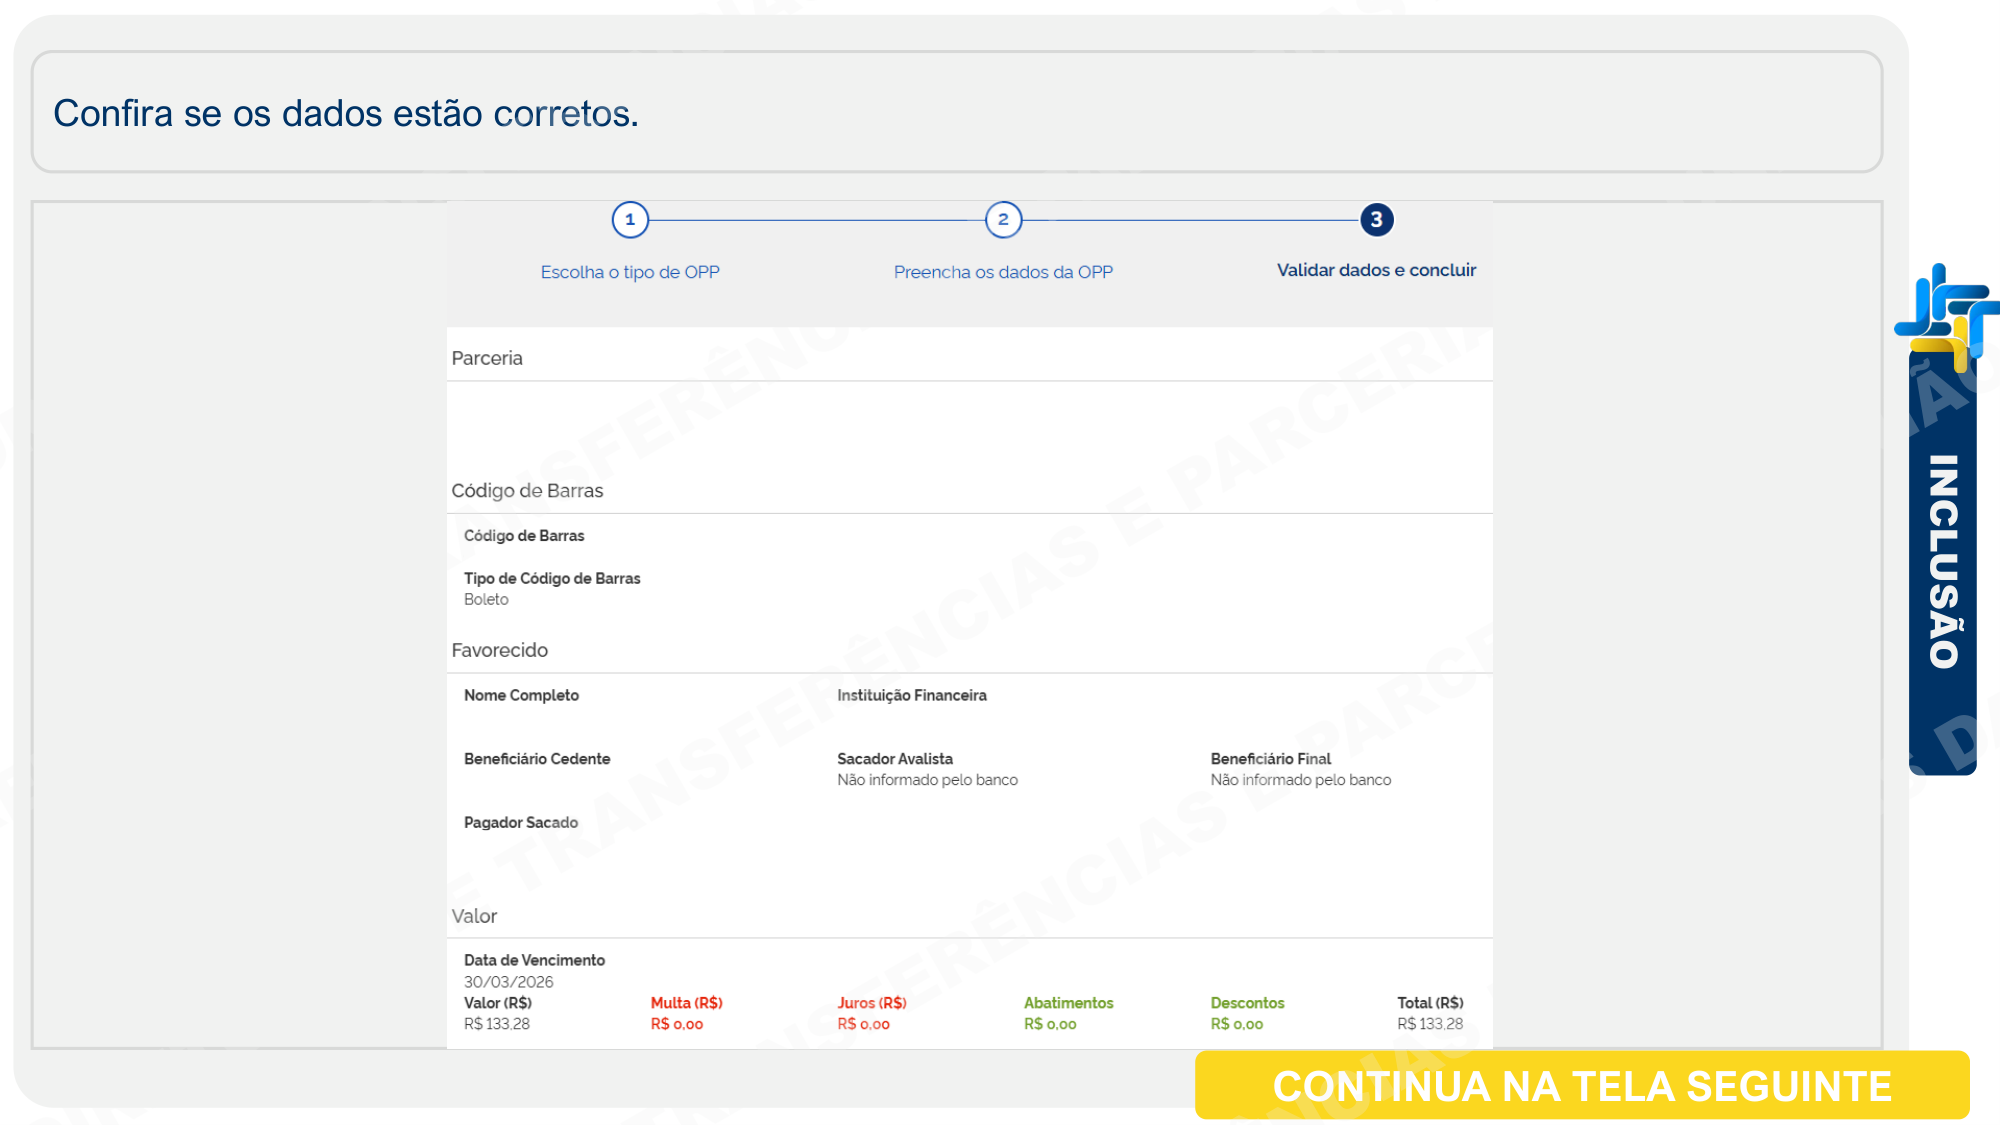 Confira se os dados estão corretos.
1
2
3
Escolha o tipo de OPP
Preencha os dados da OPP
Validar dados e concluir
Parceria
Código de Barras
Código de Barras
Tipo de Código de Barras
Boleto
Favorecido
Nome Completo
Instituição Financeira
Beneficiário Cedente
Sacador Avalista
Beneficiário Final
Não informado pelo banco
Não informado pelo banco
Pagador Sacado
Valor
Data de Vencimento
30/03/2026
Valor (R$)
Multa (R$)
Juros (R$)
Abatimentos
Descontos
Total (R$)
R$ 133,28
R$ 0,00
R$ 0,00
R$ 0,00
R$ 0,00
R$ 133,28
INCLUSÃO
CONTINUA NA TELA SEGUINTE
TRANSFERÊNCIAS E PARCERIAS